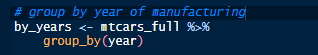 # group by year of manufacturing
by_years <- mtcars_full %>%
group_by(year)